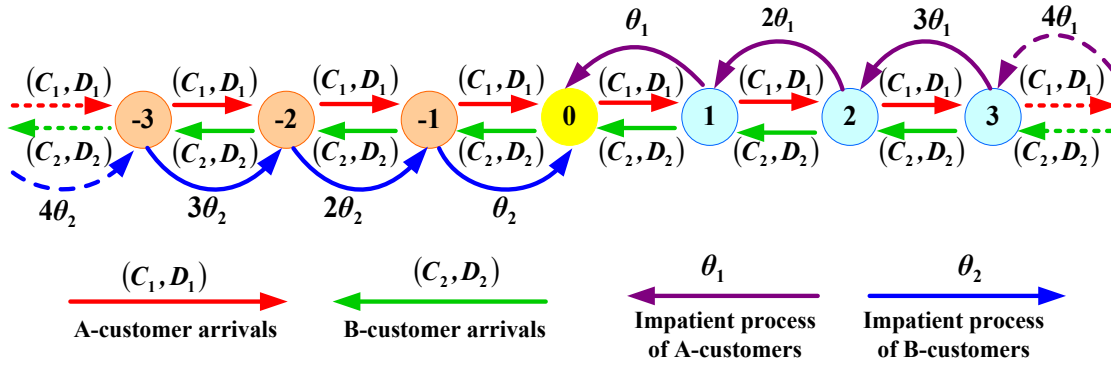 θ₁ 2θ₁ 3θ₁ 4θ₁
(C₁,D₁) (C₁,D₁) (C₁,D₁) (C₁,D₁) (C₁,D₁) (C₁,D₁) (C₁,D₁) (C₁,D₁)
-3 -2 -1 0 1 2 3
(C₂,D₂) (C₂,D₂) (C₂,D₂) (C₂,D₂) (C₂,D₂) (C₂,D₂) (C₂,D₂) (C₂,D₂)
4θ₂ 3θ₂ 2θ₂ θ₂
(C₁,D₁) (C₂,D₂) θ₁ θ₂
A-customer arrivals B-customer arrivals Impatient process Impatient process
of A-customers of B-customers